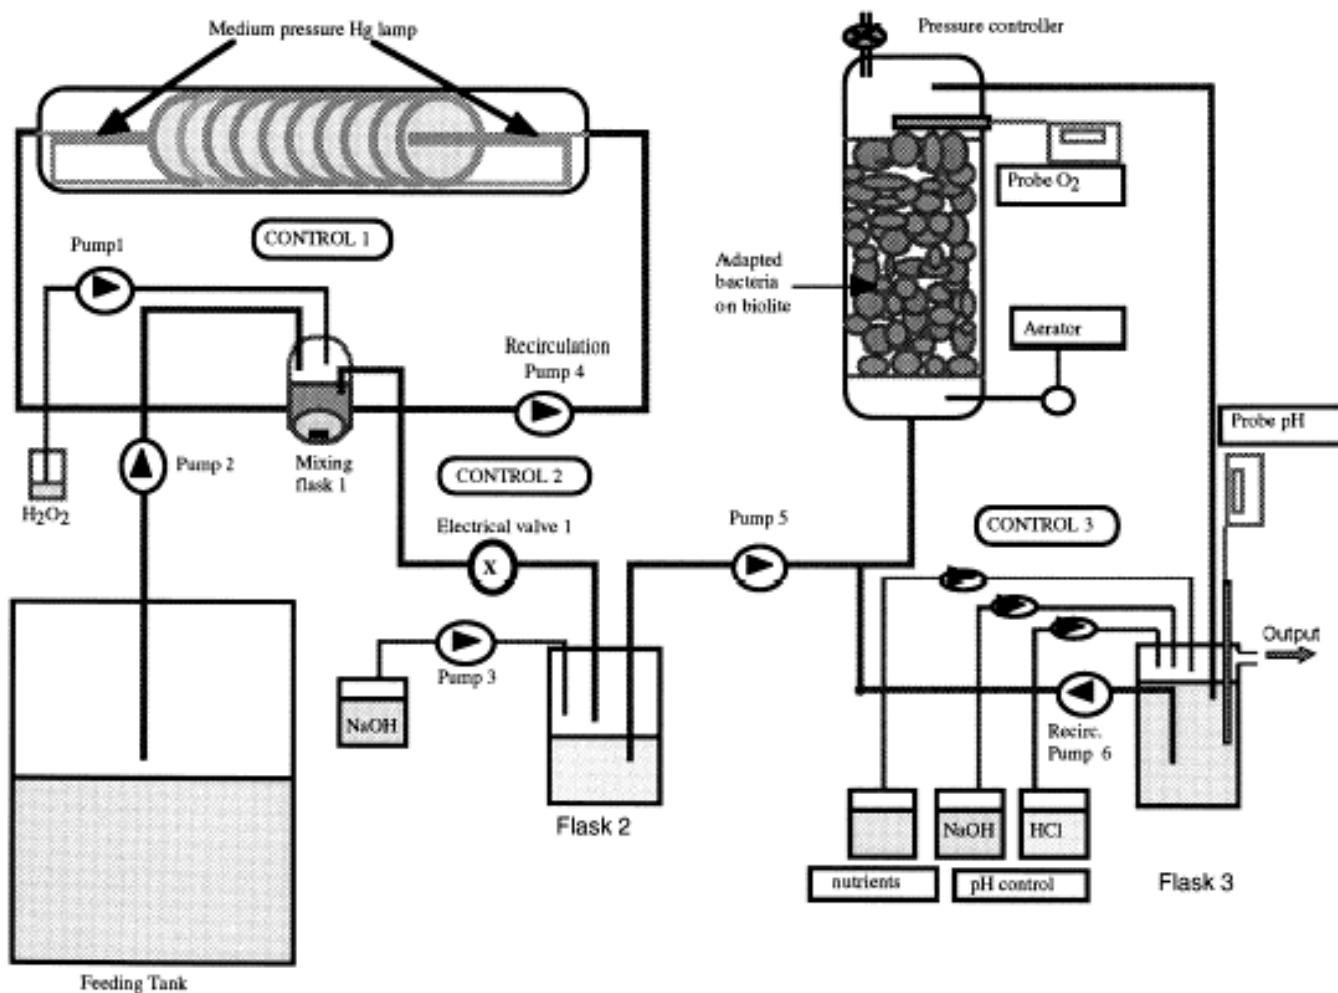 Medium pressure Hg lamp
Pressure controller
Probe O2
CONTROL 1
Pump1
Adapted
bacteria
on biolite
Aerator
Recirculation
Pump 4
Probe pH
Pump 2
Mixing
flask 1
CONTROL 2
H2O2
Electrical valve 1
X
Pump 5
CONTROL 3
Output
Pump 3
NaOH
Recirc.
Pump 6
Flask 2
NaOH
HCl
nutrients
pH control
Flask 3
Feeding Tank